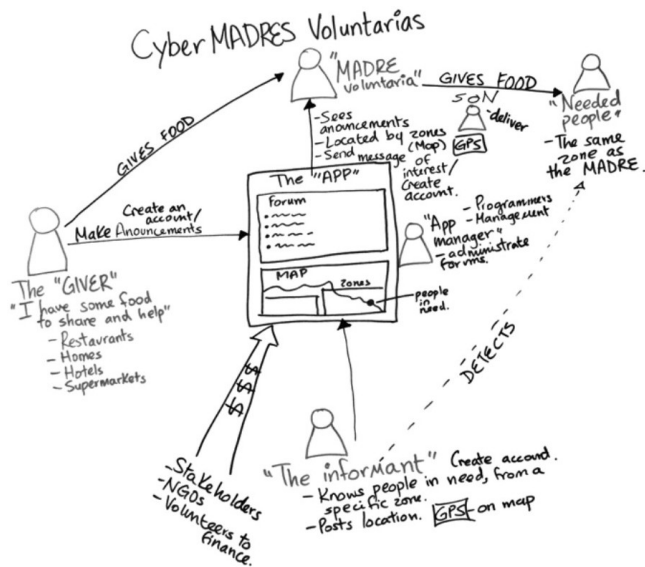 CyberMADRES Voluntarias
"MADRE
voluntaria"
GIVES FOOD
GIVES FOOD
SON
"deliver
"Needed
people"
- The same
zone as
the MADRE.
- Sees
anouncements
- Located by zones
(Map)
GPS
- Send message of
interest/
Create
account.
The "APP"
Forum
MAP
zones
people
in
need.
"App
manager"
- administrate
forums.
- Programmers
- Management
Create an
account/
Make Anouncements
The "GIVER"
"I have some food
to share and help"
- Restaurants
- Homes
- Hotels
- Supermarkets
$ $ $
- Stakeholders
- NGOs
- Volunteers to
finance.
DETECTS
"The informant"
Create account.
- Knows people in need, from a
specific zone.
- Posts location. GPS - on map